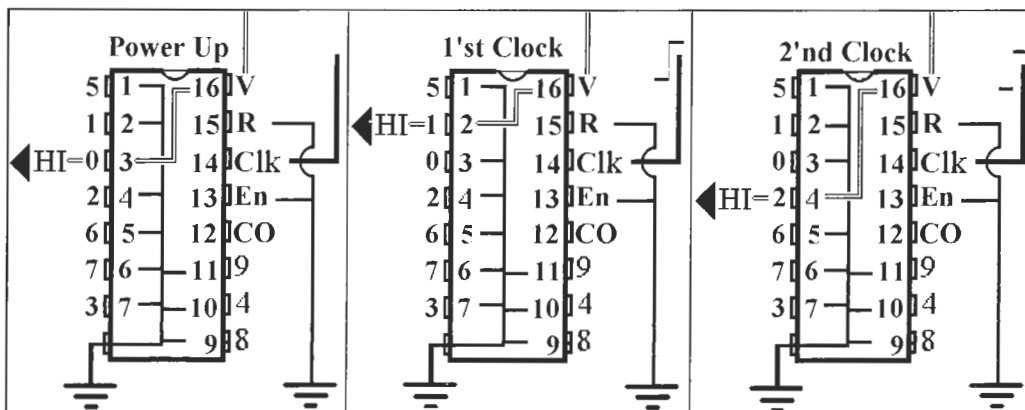 Power Up
5 1 16 V
1 2 15 R
HI=0 3 14 Clk
2 4 13 En
6 5 12 CO
7 6 11 9
3 7 10 4
9 8
1'st Clock
5 1 16 V
HI=1 2 15 R
0 3 14 Clk
2 4 13 En
6 5 12 CO
7 6 11 9
3 7 10 4
9 8
2'nd Clock
5 1 16 V
1 2 15 R
0 3 14 Clk
HI=2 4 13 En
6 5 12 CO
7 6 11 9
3 7 10 4
9 8